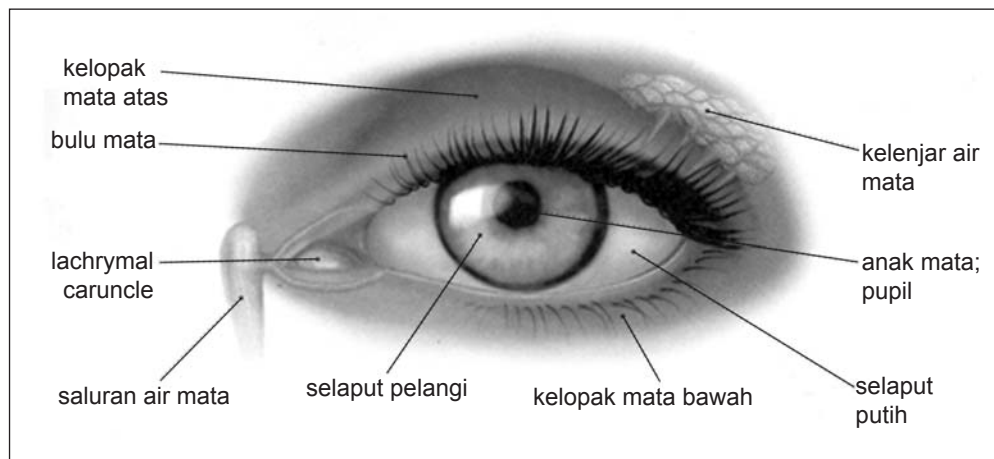 kelopak
mata atas
bulu mata
lachrymal
caruncle
saluran air mata
selaput pelangi
kelopak mata bawah
selaput
putih
anak mata;
pupil
kelenjar air
mata